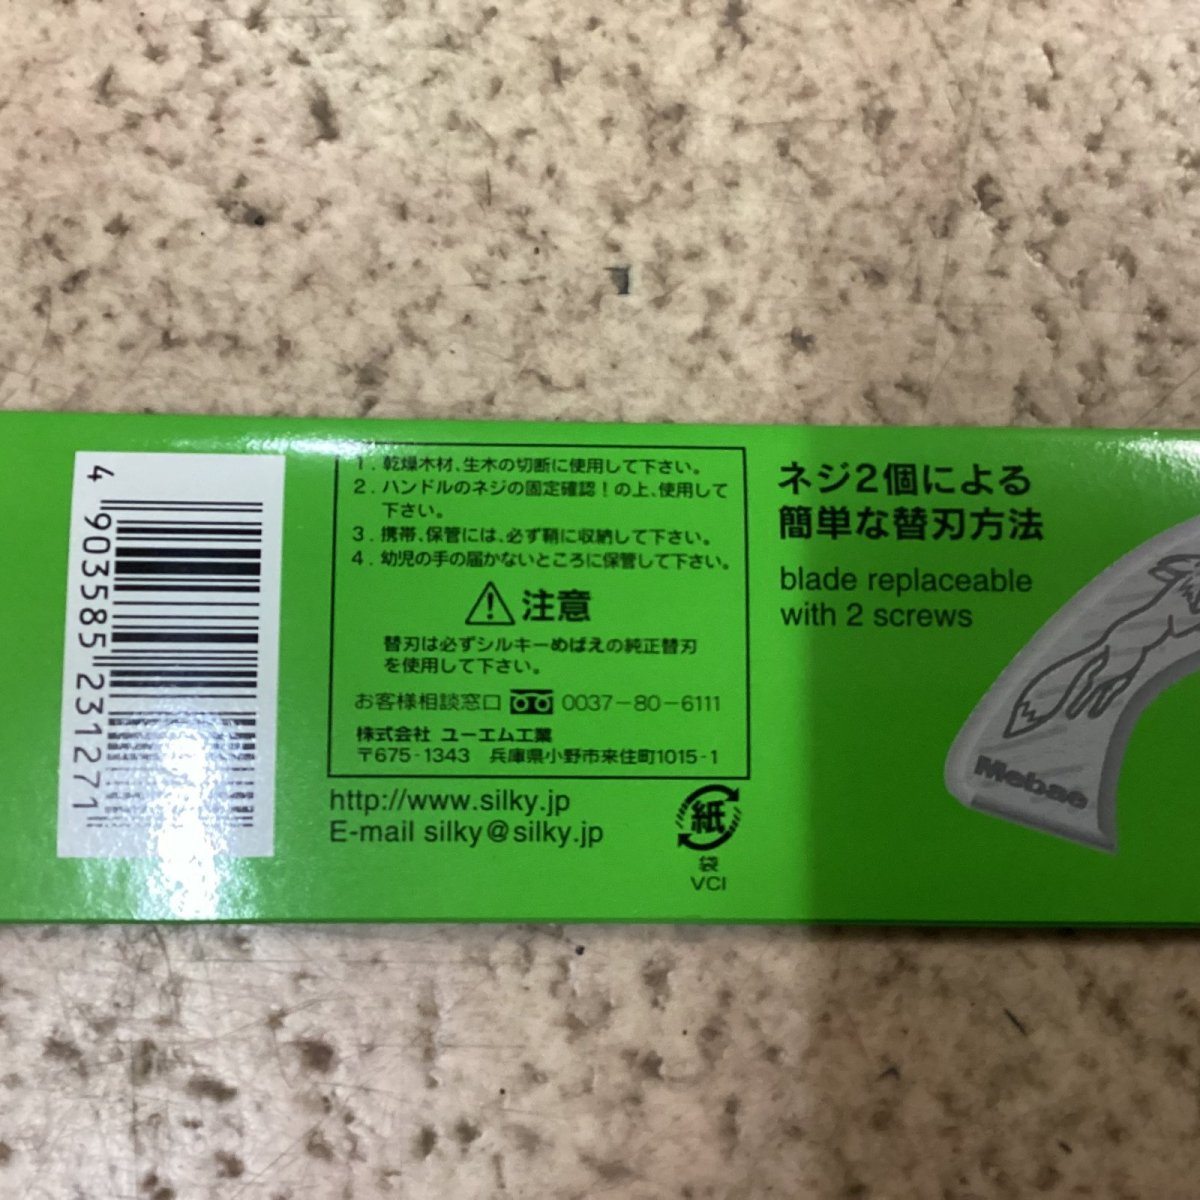 4 903585 231271
1. 乾燥木材、生木の切断に使用して下さい。
2. ハンドルのネジの固定確認!の上、使用して
下さい。
3. 携帯、保管には、必ず鞘に収納して下さい。
4. 幼児の手の届かないところに保管して下さい。
注意
替刃は必ずシルキーめばえの純正替刃
を使用して下さい。
お客様相談窓口 0037-80-6111
株式会社 ユーエム工業
〒675-1343 兵庫県小野市来住町1015-1
http://www.silky.jp
E-mail silky@silky.jp
紙
袋
VCI
ネジ2個による
簡単な替刃方法
blade replaceable
with 2 screws
Mebae